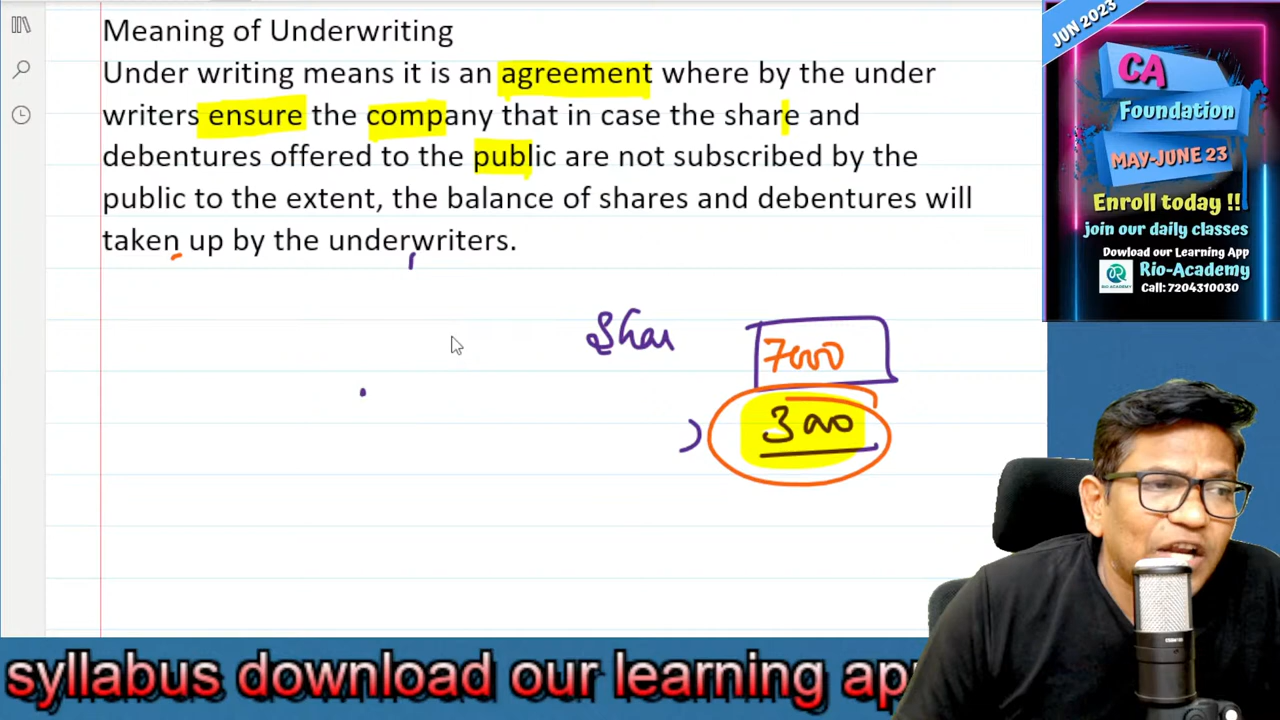 Meaning of Underwriting
Under writing means it is an agreement where by the under
writers ensure the company that in case the share and
debentures offered to the public are not subscribed by the
public to the extent, the balance of shares and debentures will
taken up by the underwriters.
Shar
7000
300
JUN 2023
CA
Foundation
MAY-JUNE 23
Enroll today !!
join our daily classes
Dowload our Learning App
RIO ACADEMY
Rio-Academy
Call: 7204310030
syllabus download our learning ap